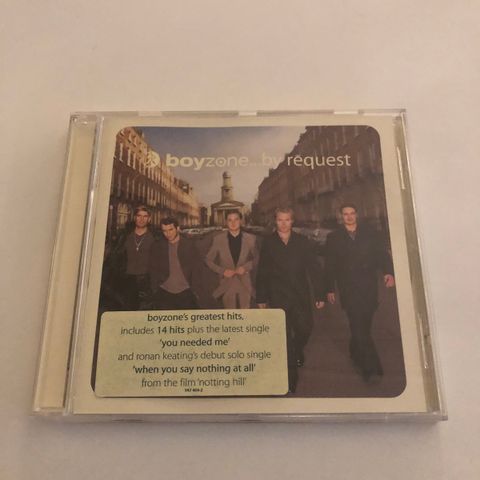 boyzone...by request
boyzone's greatest hits,
includes 14 hits plus the latest single
'you needed me'
and ronan keating's debut solo single
'when you say nothing at all'
from the film 'notting hill'